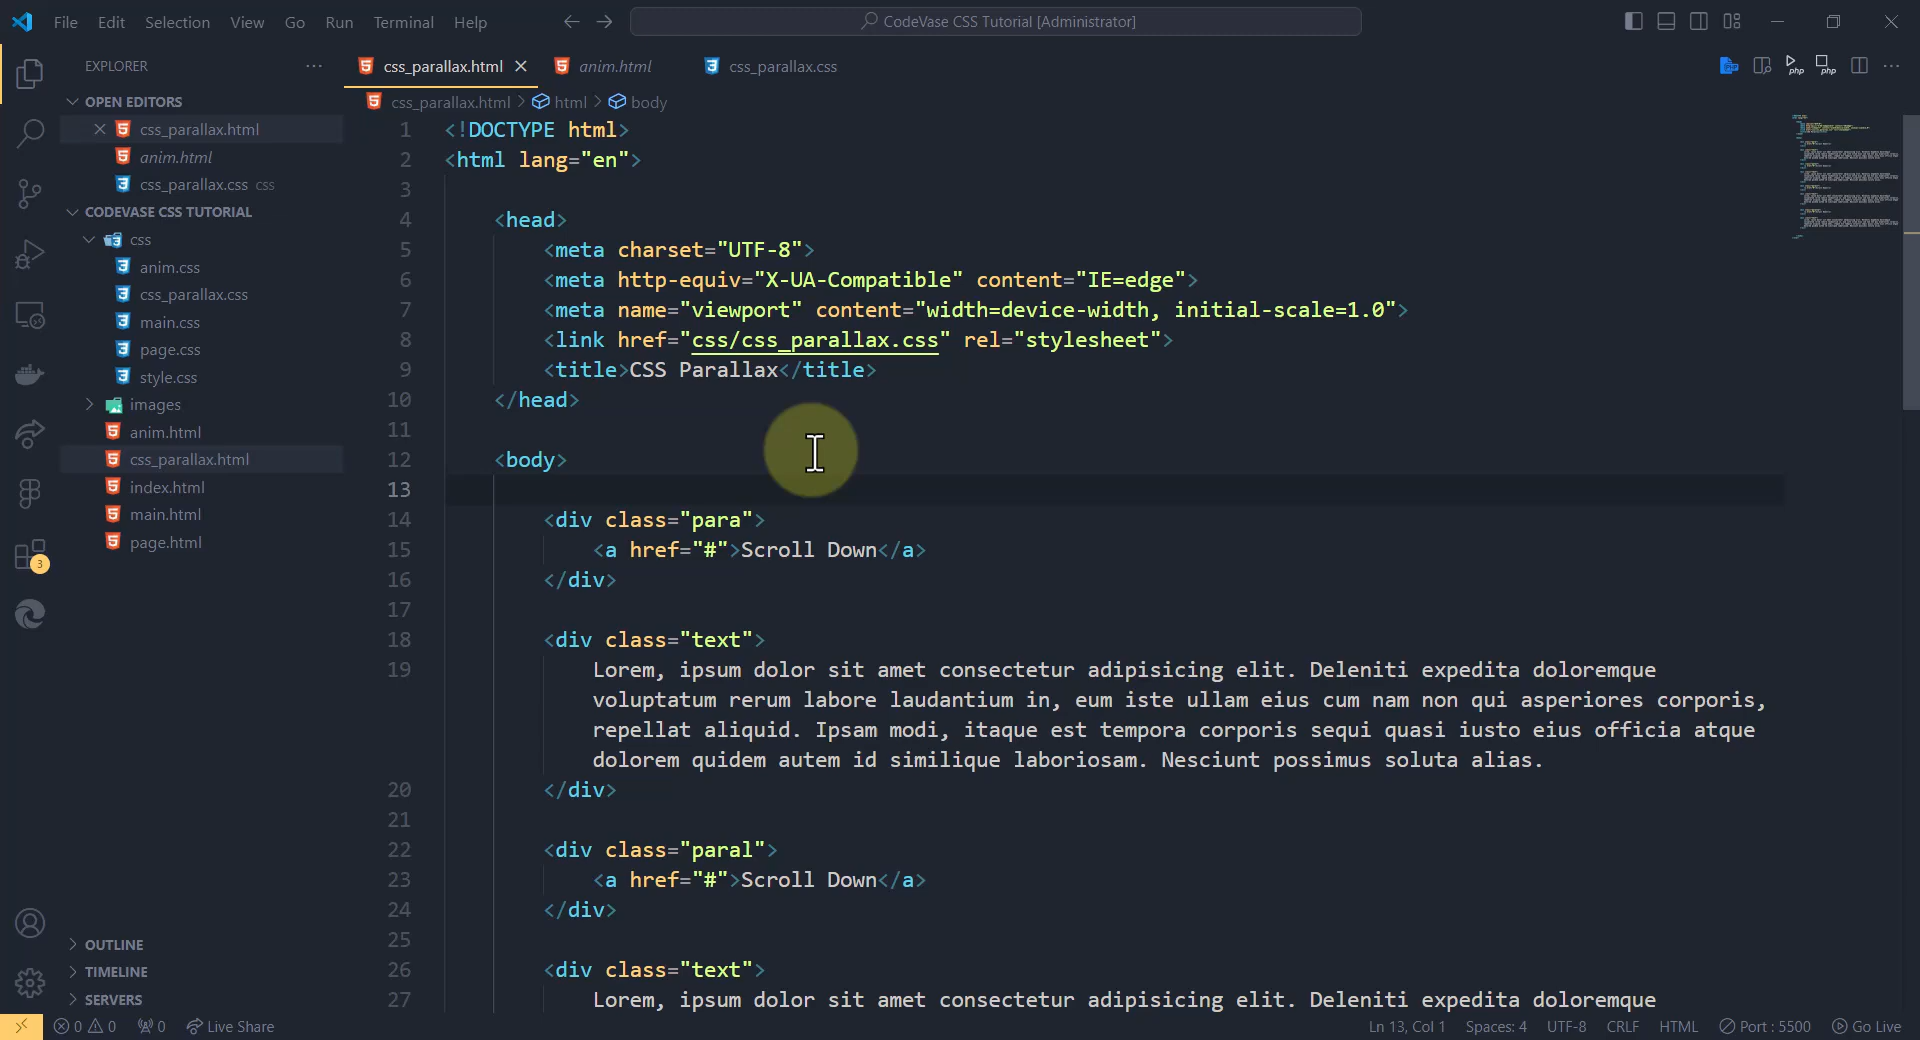 File Edit Selection View Go Run Terminal Help
CodeVase CSS Tutorial [Administrator]
EXPLORER
OPEN EDITORS
css_parallax.html
anim.html
css_parallax.css css
CODEVASE CSS TUTORIAL
css
anim.css
css_parallax.css
main.css
page.css
style.css
images
anim.html
css_parallax.html
index.html
main.html
page.html
OUTLINE
TIMELINE
SERVERS
3
css_parallax.html anim.html css_parallax.css
php php
css_parallax.html > html > body
1 <!DOCTYPE html>
2 <html lang="en">
3
4 <head>
5 <meta charset="UTF-8">
6 <meta http-equiv="X-UA-Compatible" content="IE=edge">
7 <meta name="viewport" content="width=device-width, initial-scale=1.0">
8 <link href="css/css_parallax.css" rel="stylesheet">
9 <title>CSS Parallax</title>
10 </head>
11
12 <body>
13
14 <div class="para">
15 <a href="#">Scroll Down</a>
16 </div>
17
18 <div class="text">
19 Lorem, ipsum dolor sit amet consectetur adipisicing elit. Deleniti expedita doloremque
voluptatum rerum labore laudantium in, eum iste ullam eius cum nam non qui asperiores corporis,
repellat aliquid. Ipsam modi, itaque est tempora corporis sequi quasi iusto eius officia atque
dolorem quidem autem id similique laboriosam. Nesciunt possimus soluta alias.
20 </div>
21
22 <div class="paral">
23 <a href="#">Scroll Down</a>
24 </div>
25
26 <div class="text">
27 Lorem, ipsum dolor sit amet consectetur adipisicing elit. Deleniti expedita doloremque
0 0 0 Live Share
Ln 13, Col 1 Spaces: 4 UTF-8 CRLF HTML Port : 5500 Go Live